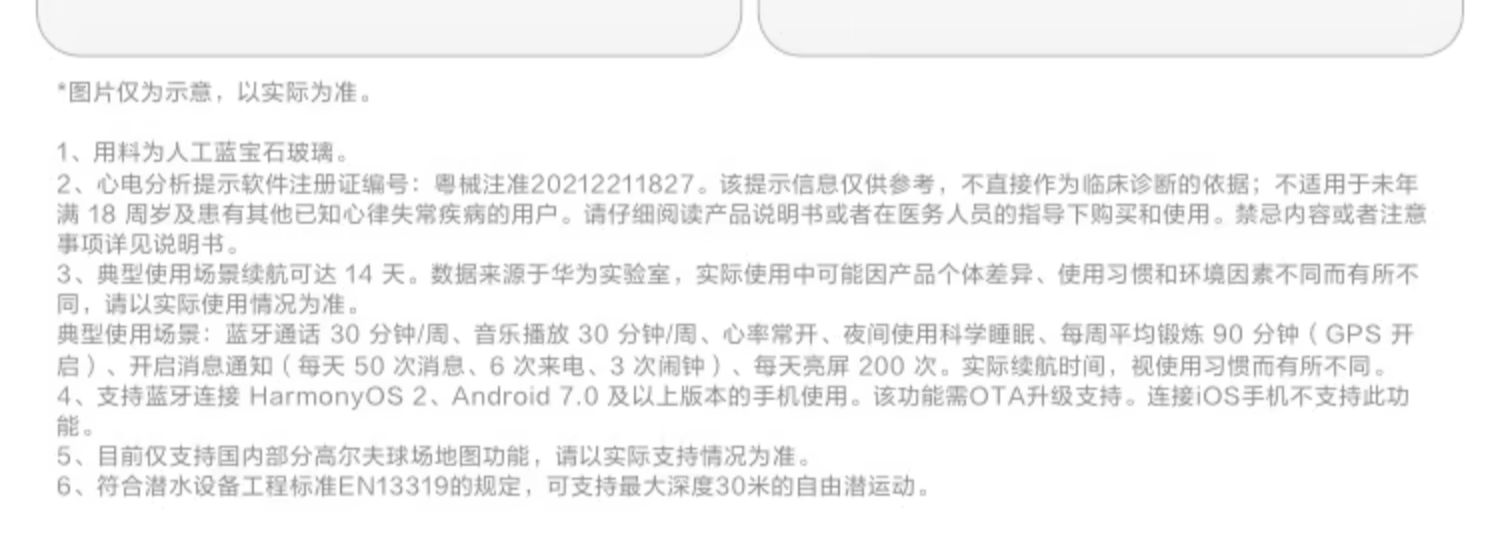 *图片仅为示意，以实际为准。
1、用料为人工蓝宝石玻璃。
2、心电分析提示软件注册证编号：粤械注准20212211827。该提示信息仅供参考，不直接作为临床诊断的依据；不适用于未年
满 18 周岁及患有其他已知心律失常疾病的用户。请仔细阅读产品说明书或者在医务人员的指导下购买和使用。禁忌内容或者注意
事项详见说明书。
3、典型使用场景续航可达 14 天。数据来源于华为实验室，实际使用中可能因产品个体差异、使用习惯和环境因素不同而有所不
同，请以实际使用情况为准。
典型使用场景：蓝牙通话 30 分钟/周、音乐播放 30 分钟/周、心率常开、夜间使用科学睡眠、每周平均锻炼 90 分钟（GPS 开
启）、开启消息通知（每天 50 次消息、6 次来电、3 次闹钟）、每天亮屏 200 次。实际续航时间，视使用习惯而有所不同。
4、支持蓝牙连接 HarmonyOS 2、Android 7.0 及以上版本的手机使用。该功能需OTA升级支持。连接iOS手机不支持此功
能。
5、目前仅支持国内部分高尔夫球场地图功能，请以实际支持情况为准。
6、符合潜水设备工程标准EN13319的规定，可支持最大深度30米的自由潜运动。